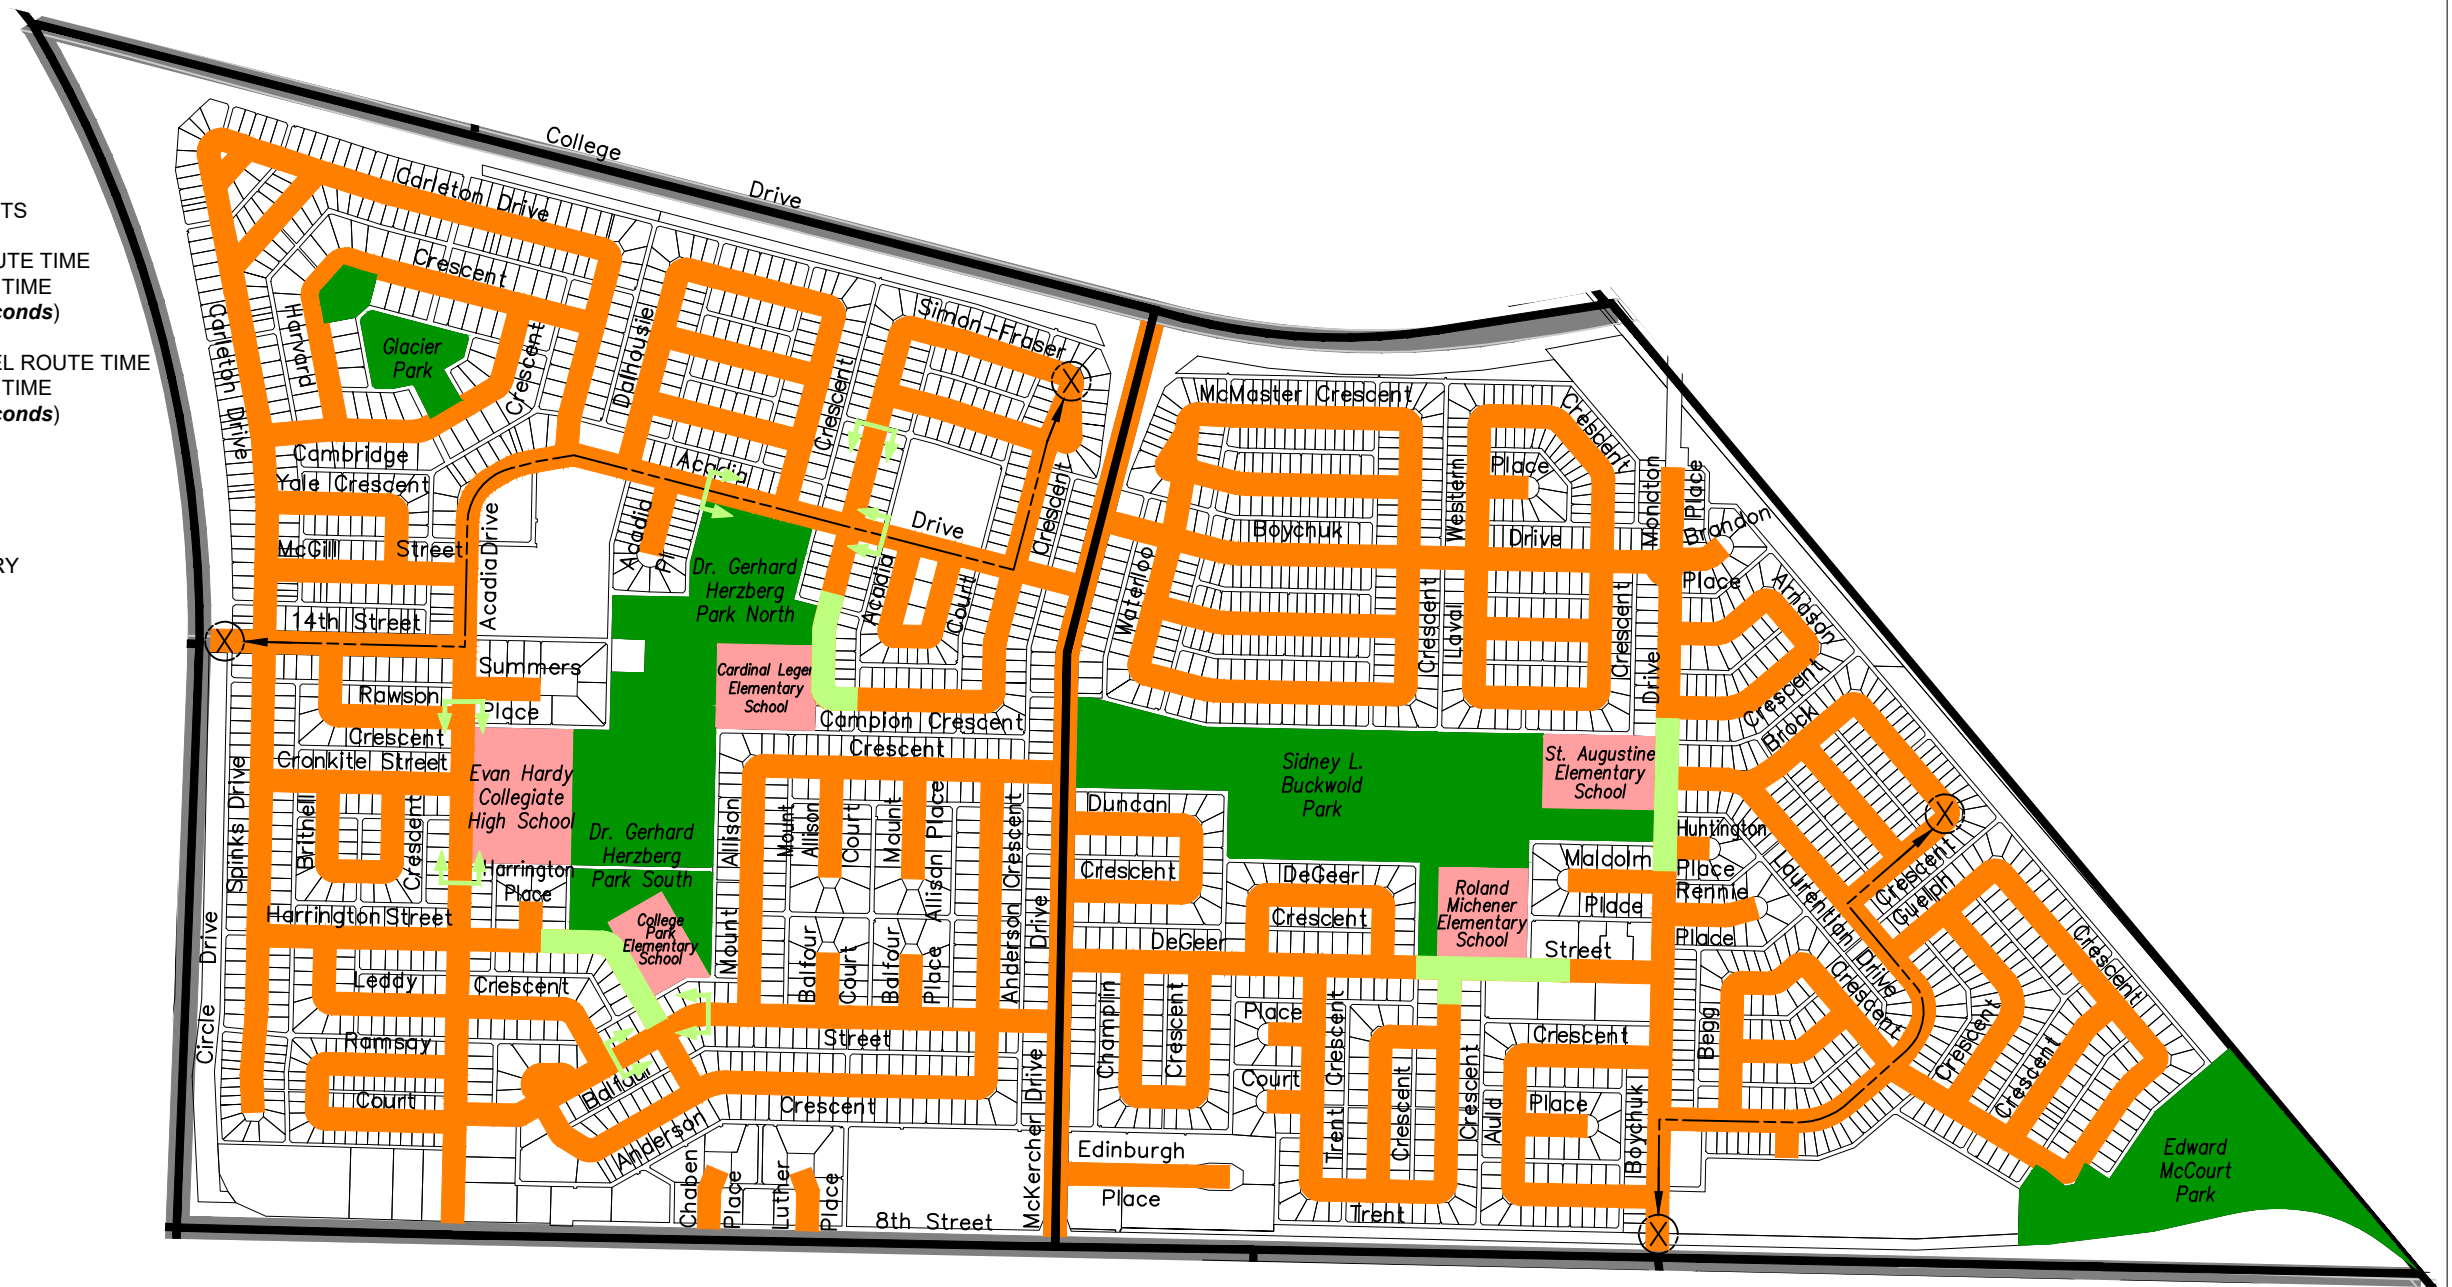 TS
UTE TIME
TIME
conds)
EL ROUTE TIME
TIME
conds)
RY
College
Drive
Carleton Drive
Crescent
Simon-Fraser
Carleton Drive
Harvard
Glacier
Park
Crescent
Dalhousie
Crescent
Crescent
McMaster Crescent
Crescent
Cambridge
Yale Crescent
McGill Street
14th Street
Acadia Drive
Acadia
Drive
Acadia
Pl
Dr. Gerhard
Herzberg
Park North
Acadia
Court
Waterloo
Boychuk
Drive
Western
Place
Crescent
Laval
Crescent
Moncton
Place
Brandon
Place
Arnason
Crescent
Drive
Summers
Place
Rawson
Crescent
Cronkite Street
Cardinal Leger
Elementary
School
Campion Crescent
Crescent
Evan Hardy
Collegiate
High School
Britnell
Crescent
Spinks Drive
Circle Drive
Harrington
Place
Harrington Street
Dr. Gerhard
Herzberg
Park South
College
Park
Elementary
School
Mount Allison
Mount
Allison
Court
Mount
Allison Place
Anderson Crescent
Drive
Balfour
Court
Balfour
Place
Leddy
Crescent
Ramsay
Court
Balfour
Street
Crescent
Anderson
Chaben
Place
Luther
Place
8th Street
McKercher Drive
Sidney L.
Buckwold
Park
St. Augustine
Elementary
School
Brock
Crescent
Duncan
Crescent
DeGeer
Crescent
DeGeer
Street
Roland
Michener
Elementary
School
Malcolm
Place
Huntington
Place
Rennie
Place
Laurentian Drive
Guelph
Crescent
Crescent
Champlin
Crescent
Place
Court
Trent
Crescent
Crescent
Crescent
Trent
Crescent
Auld
Place
Boychuk
Begg
Crescent
Crescent
Crescent
Edinburgh
Place
Edward
McCourt
Park